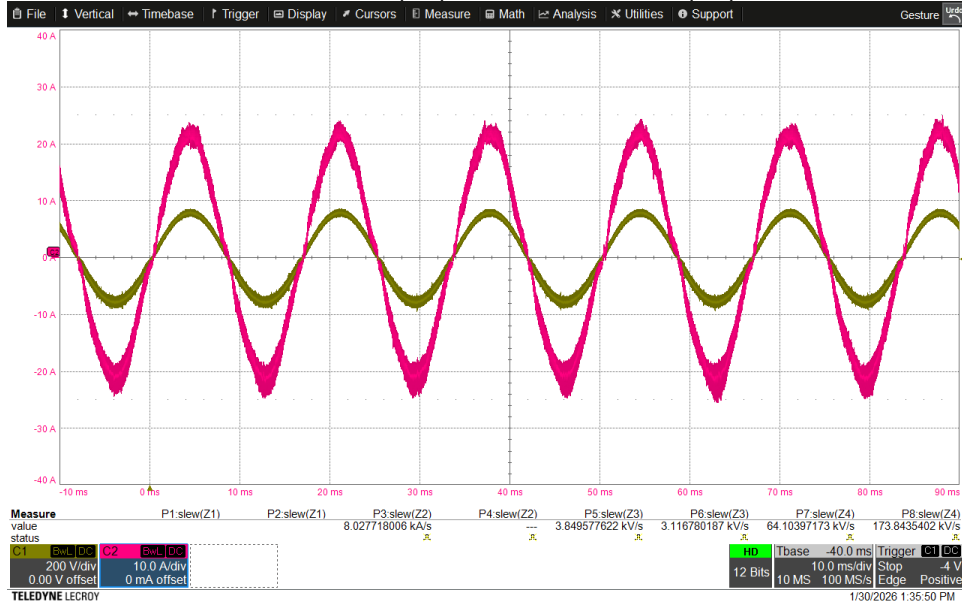 File Vertical Timebase Trigger Display Cursors Measure Math Analysis Utilities Support Gesture Undo
40 A
30 A
20 A
10 A
0 A
-10 A
-20 A
-30 A
-40 A
-10 ms 0 ms 10 ms 20 ms 30 ms 40 ms 50 ms 60 ms 70 ms 80 ms 90 ms
Measure P1:slew(Z1) P2:slew(Z1) P3:slew(Z2) P4:slew(Z2) P5:slew(Z3) P6:slew(Z3) P7:slew(Z4) P8:slew(Z4)
value 8.027718006 kA/s --- 3.849577622 kV/s 3.116780187 kV/s 64.10397173 kV/s 173.8435402 kV/s
status
C1 BwL DC C2 BwL DC HD Tbase -40.0 ms Trigger C1 DC
200 V/div 10.0 A/div 12 Bits 10.0 ms/div Stop -4 V
0.00 V offset 0 mA offset 10 MS 100 MS/s Edge Positive
TELEDYNE LECROY 1/30/2026 1:35:50 PM